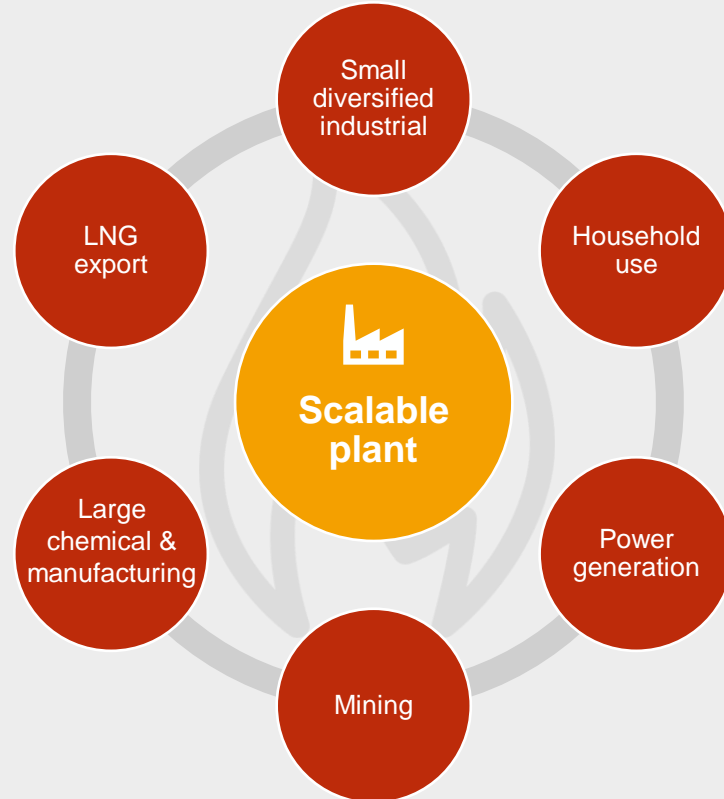 Small
diversified
industrial
LNG
export
Household
use
Scalable
plant
Large
chemical &
manufacturing
Power
generation
Mining